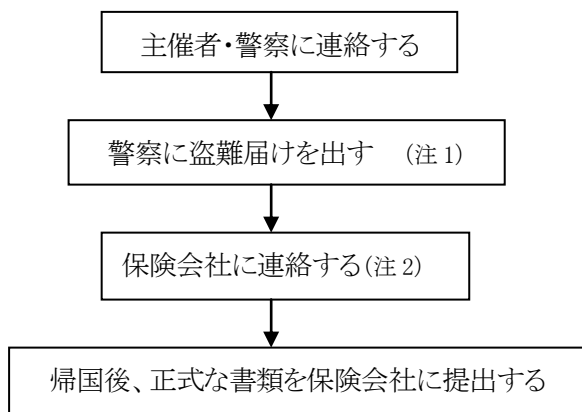 主催者・警察に連絡する
警察に盗難届けを出す　(注 1)
保険会社に連絡する(注 2)
帰国後、正式な書類を保険会社に提出する